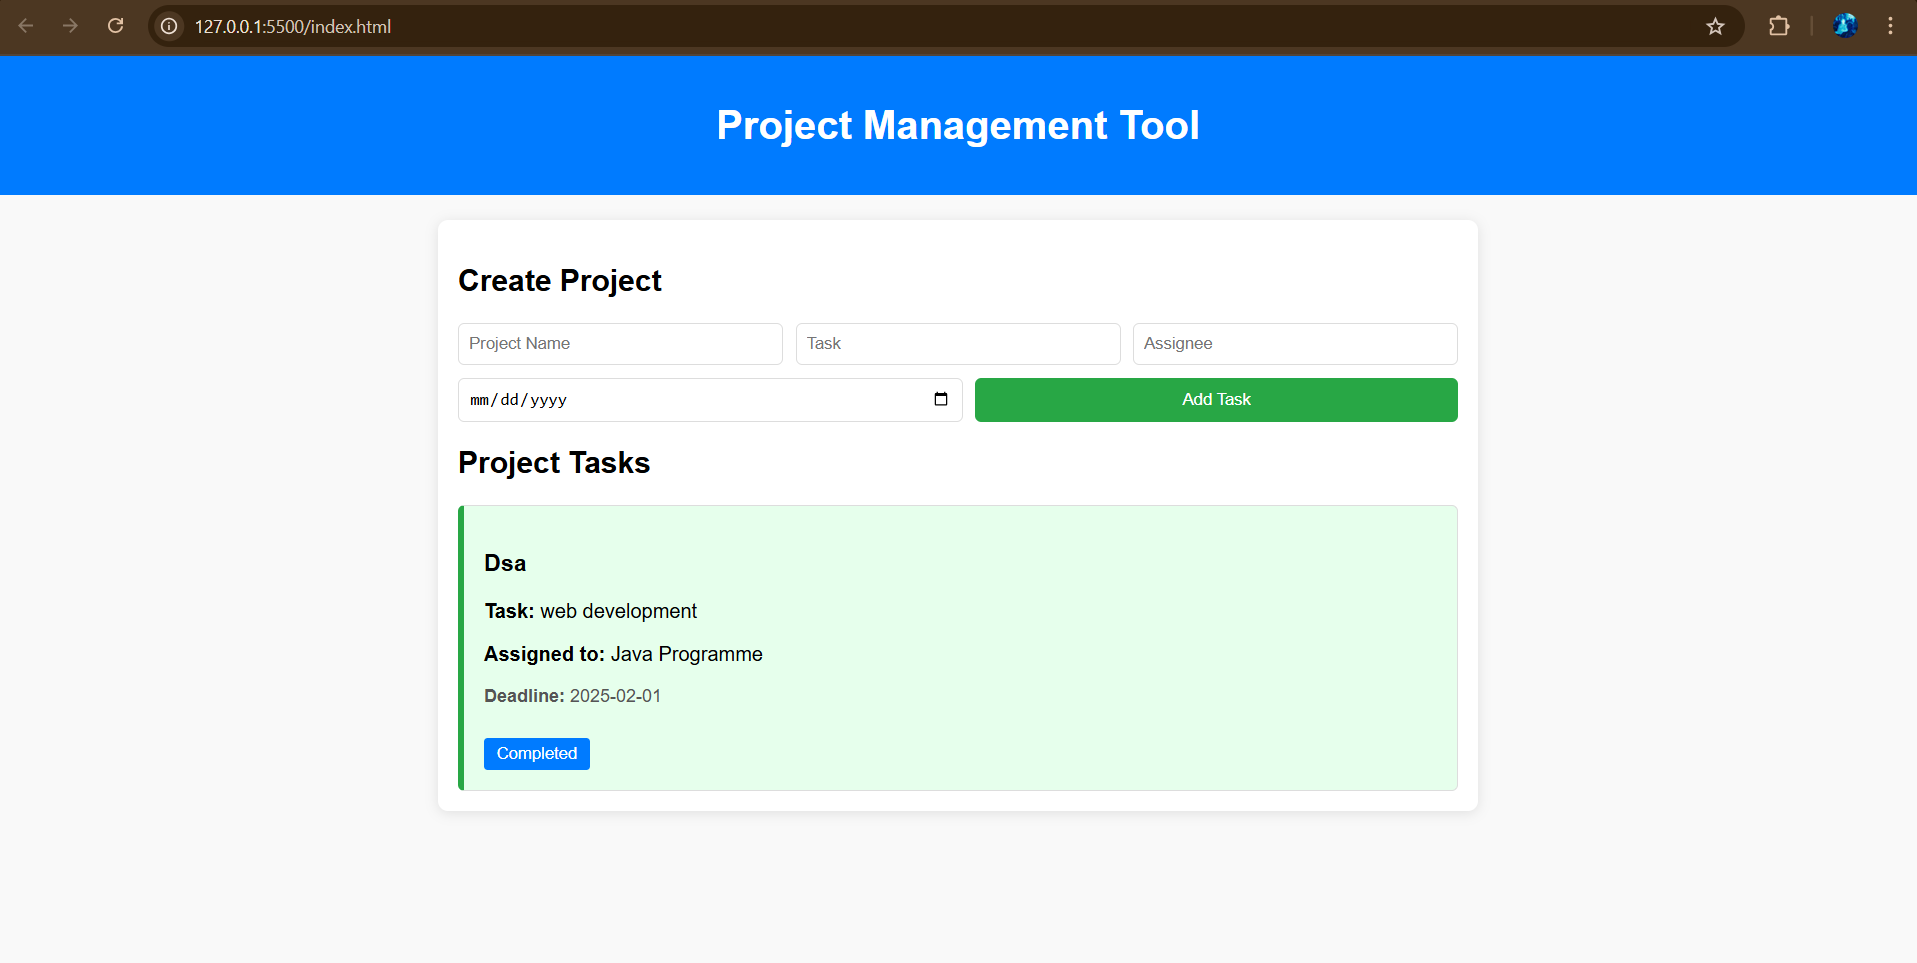 127.0.0.1:5500/index.html
Project Management Tool
Create Project
Project Name Task Assignee
mm/dd/yyyy Add Task
Project Tasks
Dsa
Task: web development
Assigned to: Java Programme
Deadline: 2025-02-01
Completed